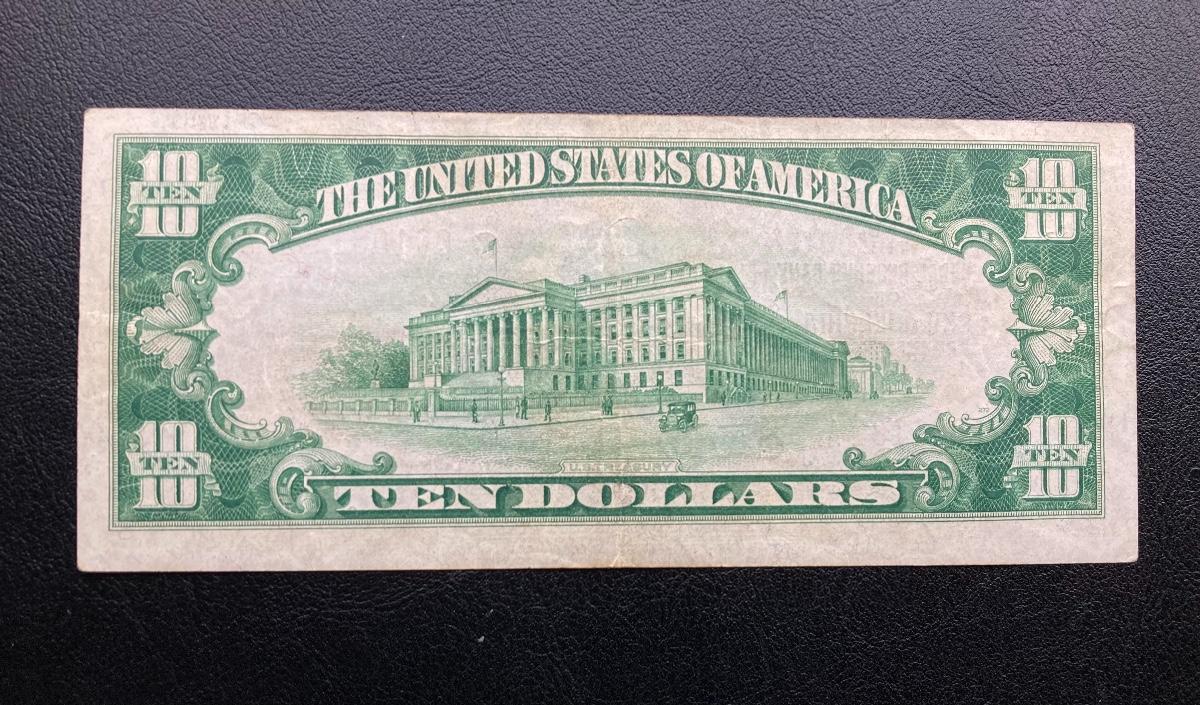 10 TEN 10
THE UNITED STATES OF AMERICA
10 TEN 10
U.S. TREASURY
10 TEN 10
TEN DOLLARS
10 TEN 10